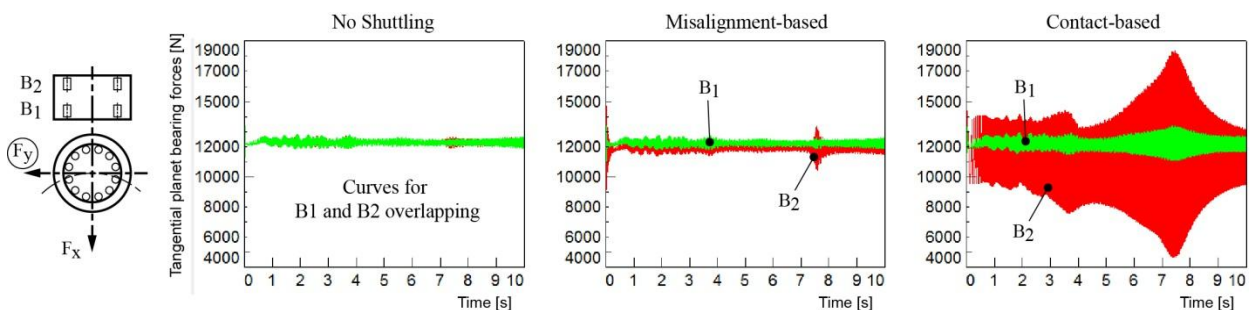 No Shuttling
Misalignment-based
Contact-based
B2
B1
Fy
Fx
Tangential planet bearing forces [N]
19000
17000
15000
12000
10000
8000
6000
4000
Curves for
B1 and B2 overlapping
0 1 2 3 4 5 6 7 8 9 10
Time [s]
19000
17000
15000
12000
10000
8000
6000
4000
B1
B2
0 1 2 3 4 5 6 7 8 9 10
Time [s]
19000
17000
15000
12000
10000
8000
6000
4000
B1
B2
0 1 2 3 4 5 6 7 8 9 10
Time [s]